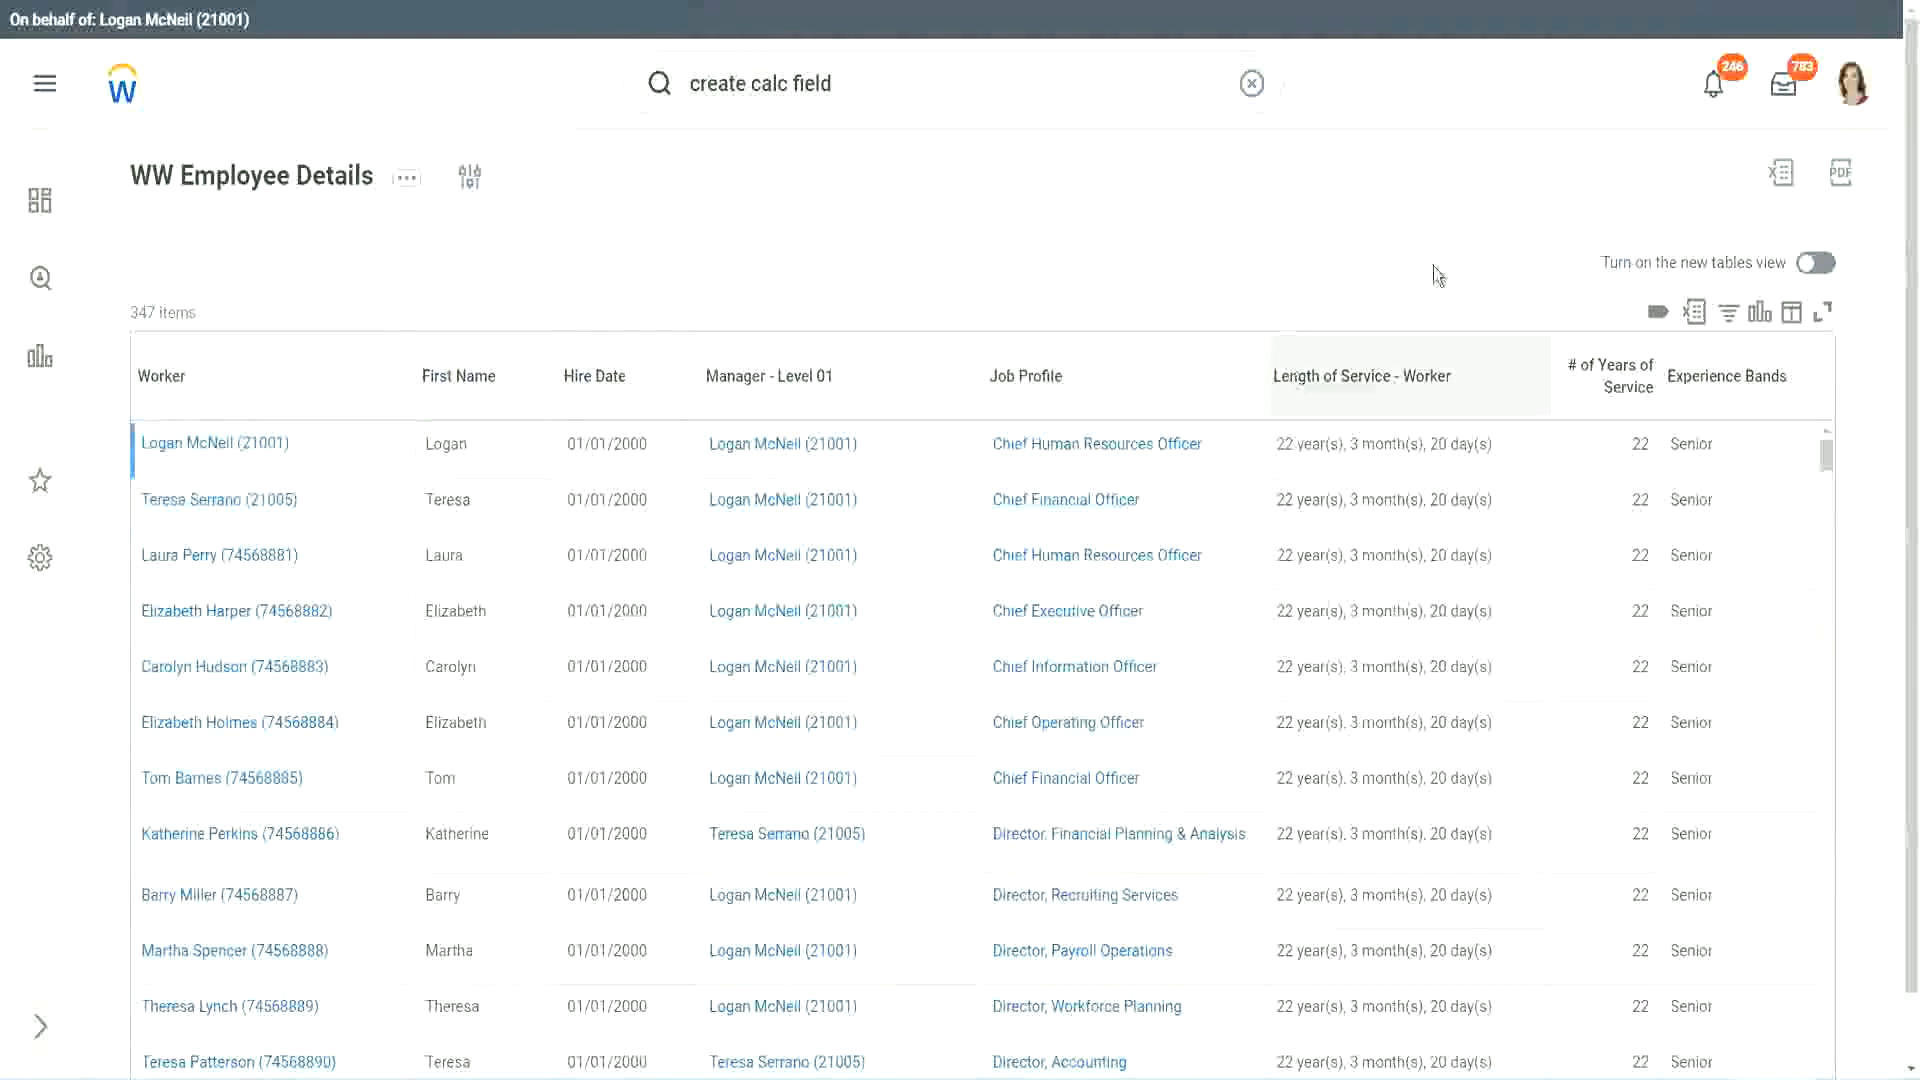 On behalf of: Logan McNeil (21001)
W
create calc field
246
783
WW Employee Details
PDF
Turn on the new tables view
347 items
Worker First Name Hire Date Manager - Level 01 Job Profile Length of Service - Worker # of Years of Service Experience Bands
Logan McNeil (21001) Logan 01/01/2000 Logan McNeil (21001) Chief Human Resources Officer 22 year(s), 3 month(s), 20 day(s) 22 Senior
Teresa Serrano (21005) Teresa 01/01/2000 Logan McNeil (21001) Chief Financial Officer 22 year(s), 3 month(s), 20 day(s) 22 Senior
Laura Perry (74568881) Laura 01/01/2000 Logan McNeil (21001) Chief Human Resources Officer 22 year(s), 3 month(s), 20 day(s) 22 Senior
Elizabeth Harper (74568882) Elizabeth 01/01/2000 Logan McNeil (21001) Chief Executive Officer 22 year(s), 3 month(s), 20 day(s) 22 Senior
Carolyn Hudson (74568883) Carolyn 01/01/2000 Logan McNeil (21001) Chief Information Officer 22 year(s), 3 month(s), 20 day(s) 22 Senior
Elizabeth Holmes (74568884) Elizabeth 01/01/2000 Logan McNeil (21001) Chief Operating Officer 22 year(s), 3 month(s), 20 day(s) 22 Senior
Tom Barnes (74568885) Tom 01/01/2000 Logan McNeil (21001) Chief Financial Officer 22 year(s), 3 month(s), 20 day(s) 22 Senior
Katherine Perkins (74568886) Katherine 01/01/2000 Teresa Serrano (21005) Director, Financial Planning & Analysis 22 year(s), 3 month(s), 20 day(s) 22 Senior
Barry Miller (74568887) Barry 01/01/2000 Logan McNeil (21001) Director, Recruiting Services 22 year(s), 3 month(s), 20 day(s) 22 Senior
Martha Spencer (74568888) Martha 01/01/2000 Logan McNeil (21001) Director, Payroll Operations 22 year(s), 3 month(s), 20 day(s) 22 Senior
Theresa Lynch (74568889) Theresa 01/01/2000 Logan McNeil (21001) Director, Workforce Planning 22 year(s), 3 month(s), 20 day(s) 22 Senior
Teresa Patterson (74568890) Teresa 01/01/2000 Teresa Serrano (21005) Director, Accounting 22 year(s), 3 month(s), 20 day(s) 22 Senior